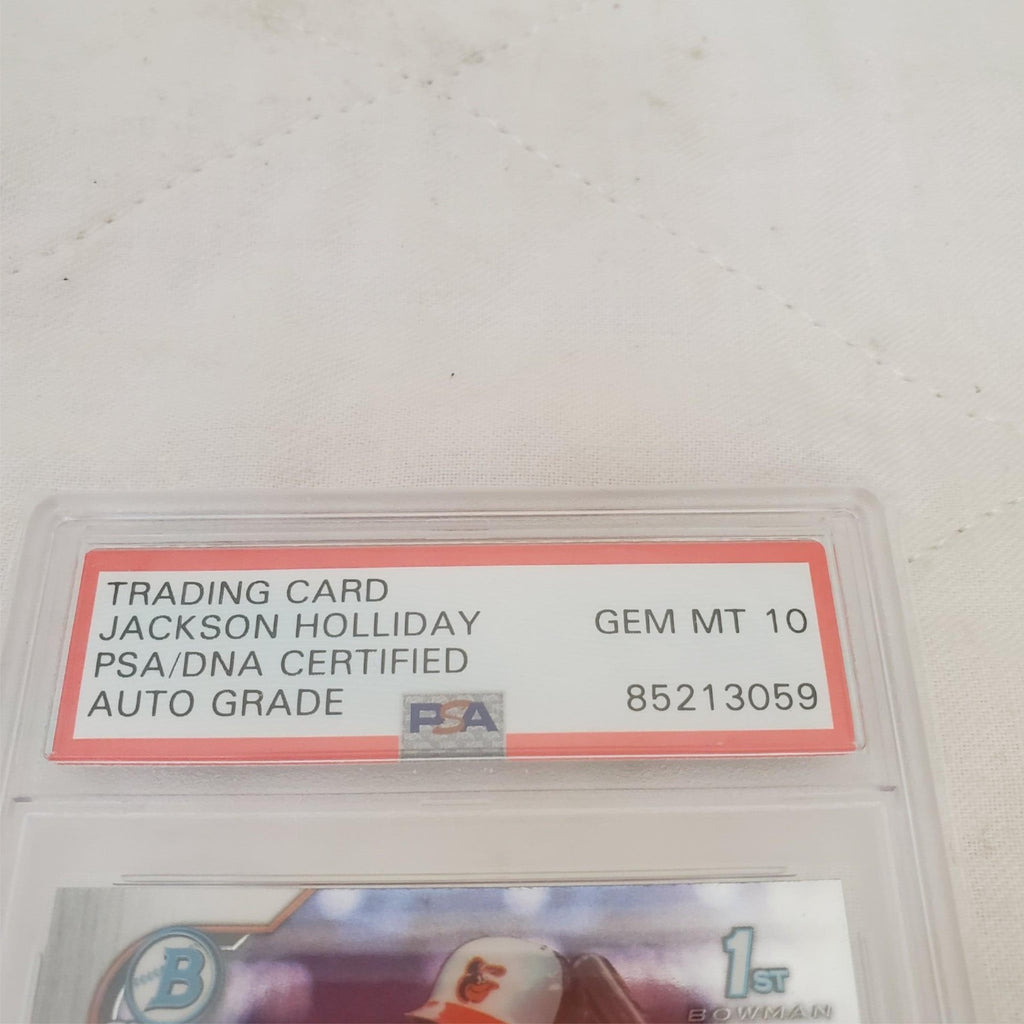 TRADING CARD
JACKSON HOLLIDAY GEM MT 10
PSA/DNA CERTIFIED
AUTO GRADE 85213059
PSA
B
1ST
BOWMAN